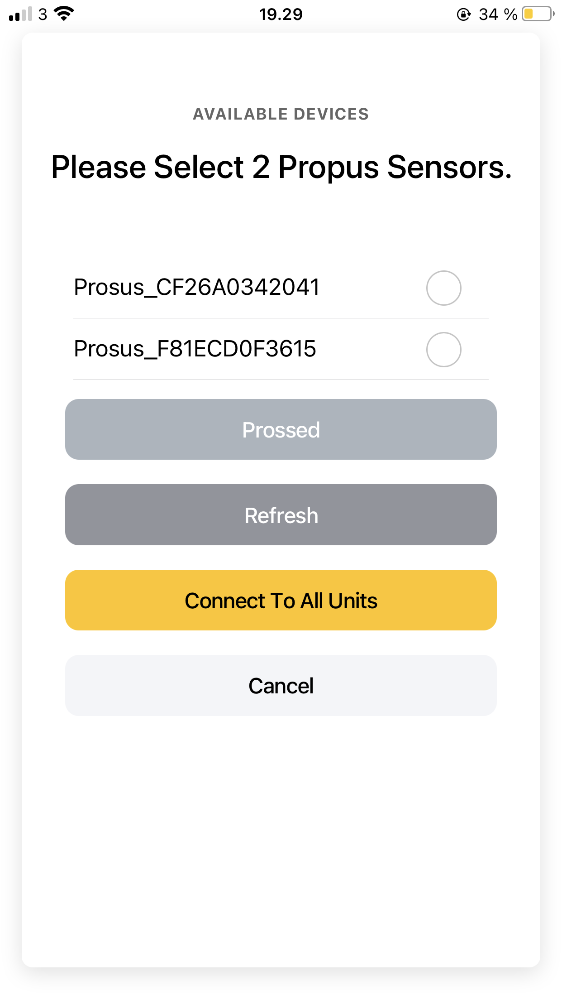 3 19.29 34 %
AVAILABLE DEVICES
Please Select 2 Propus Sensors.
Prosus_CF26A0342041
Prosus_F81ECD0F3615
Prossed
Refresh
Connect To All Units
Cancel